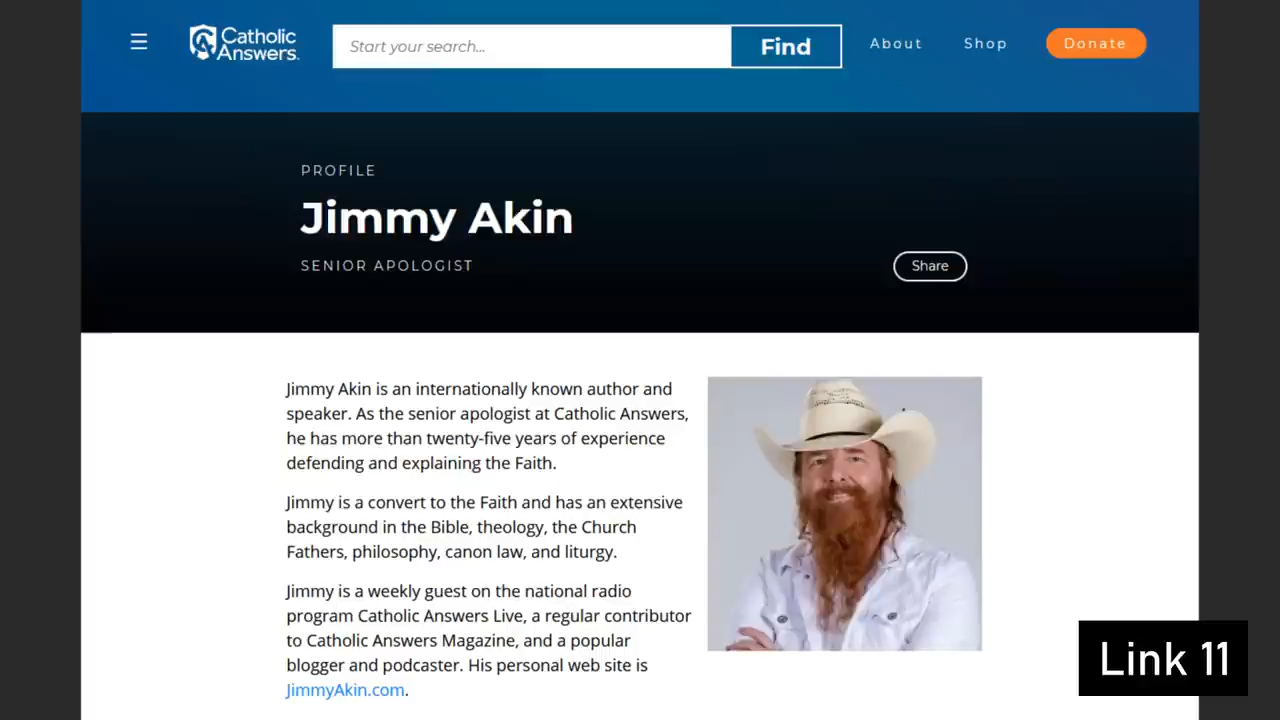 ☰
Catholic
Answers.
Start your search...
Find
About
Shop
Donate
PROFILE
Jimmy Akin
SENIOR APOLOGIST
Share
Jimmy Akin is an internationally known author and
speaker. As the senior apologist at Catholic Answers,
he has more than twenty-five years of experience
defending and explaining the Faith.
Jimmy is a convert to the Faith and has an extensive
background in the Bible, theology, the Church
Fathers, philosophy, canon law, and liturgy.
Jimmy is a weekly guest on the national radio
program Catholic Answers Live, a regular contributor
to Catholic Answers Magazine, and a popular
blogger and podcaster. His personal web site is
JimmyAkin.com.
Link 11